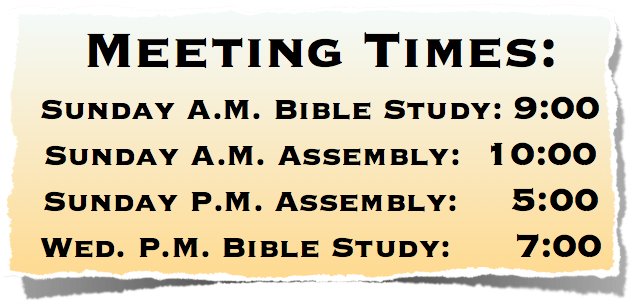 Meeting Times:
Sunday A.M. Bible Study: 9:00
Sunday A.M. Assembly: 10:00
Sunday P.M. Assembly: 5:00
Wed. P.M. Bible Study: 7:00